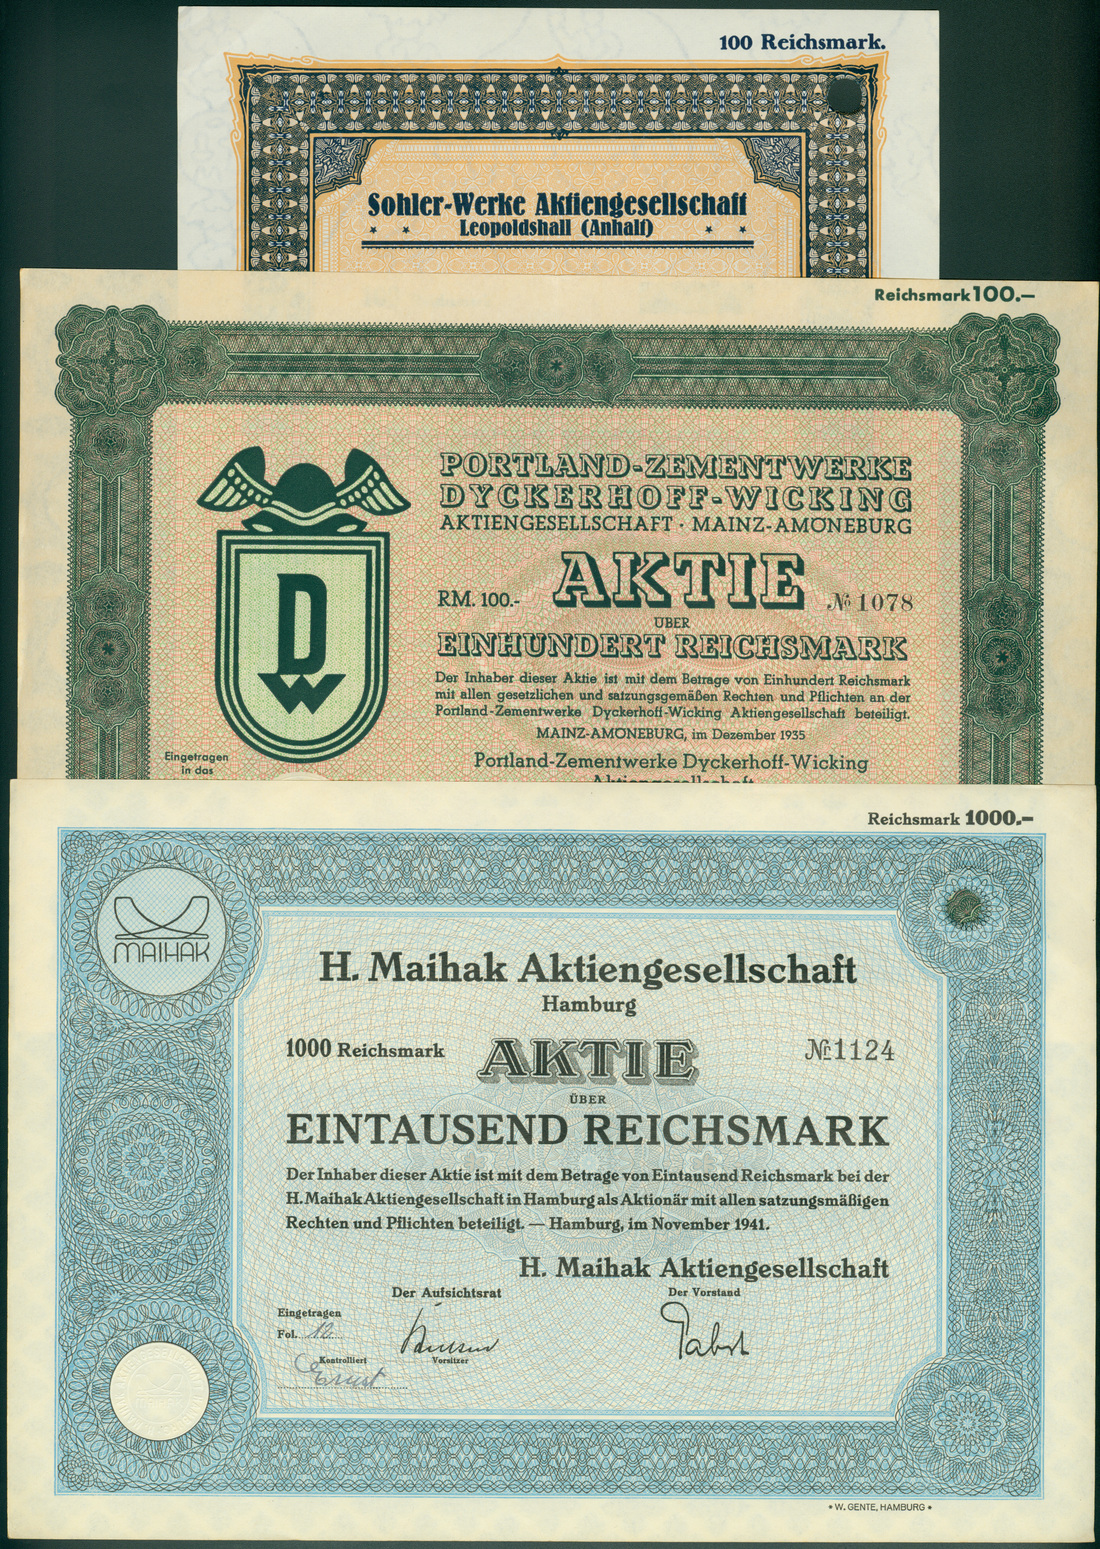 100 Reichsmark.
Sohler-Werke Aktiengesellschaft
Leopoldshall (Anhalt)
Reichsmark 100.—
PORTLAND-ZEMENTWERKE
DYCKERHOFF-WICKING
AKTIENGESELLSCHAFT · MAINZ-AMÖNEBURG
D
W
RM. 100.- AKTIE № 1078
ÜBER
EINHUNDERT REICHSMARK
Der Inhaber dieser Aktie ist mit dem Betrage von Einhundert Reichsmark
mit allen gesetzlichen und satzungsgemäßen Rechten und Pflichten an der
Portland-Zementwerke Dyckerhoff-Wicking Aktiengesellschaft beteiligt.
MAINZ-AMÖNEBURG, im Dezember 1935
Eingetragen
in das
Portland-Zementwerke Dyckerhoff-Wicking
Aktiengesellschaft
Reichsmark 1000.–
MAIHAK
H. Maihak Aktiengesellschaft
Hamburg
1000 Reichsmark AKTIE №1124
ÜBER
EINTAUSEND REICHSMARK
Der Inhaber dieser Aktie ist mit dem Betrage von Eintausend Reichsmark bei der
H. Maihak Aktiengesellschaft in Hamburg als Aktionär mit allen satzungsmäßigen
Rechten und Pflichten beteiligt. — Hamburg, im November 1941.
H. Maihak Aktiengesellschaft
Der Aufsichtsrat Der Vorstand
Eingetragen
Fol.
Vorsitzer
Kontrolliert
* W. GENTE, HAMBURG *